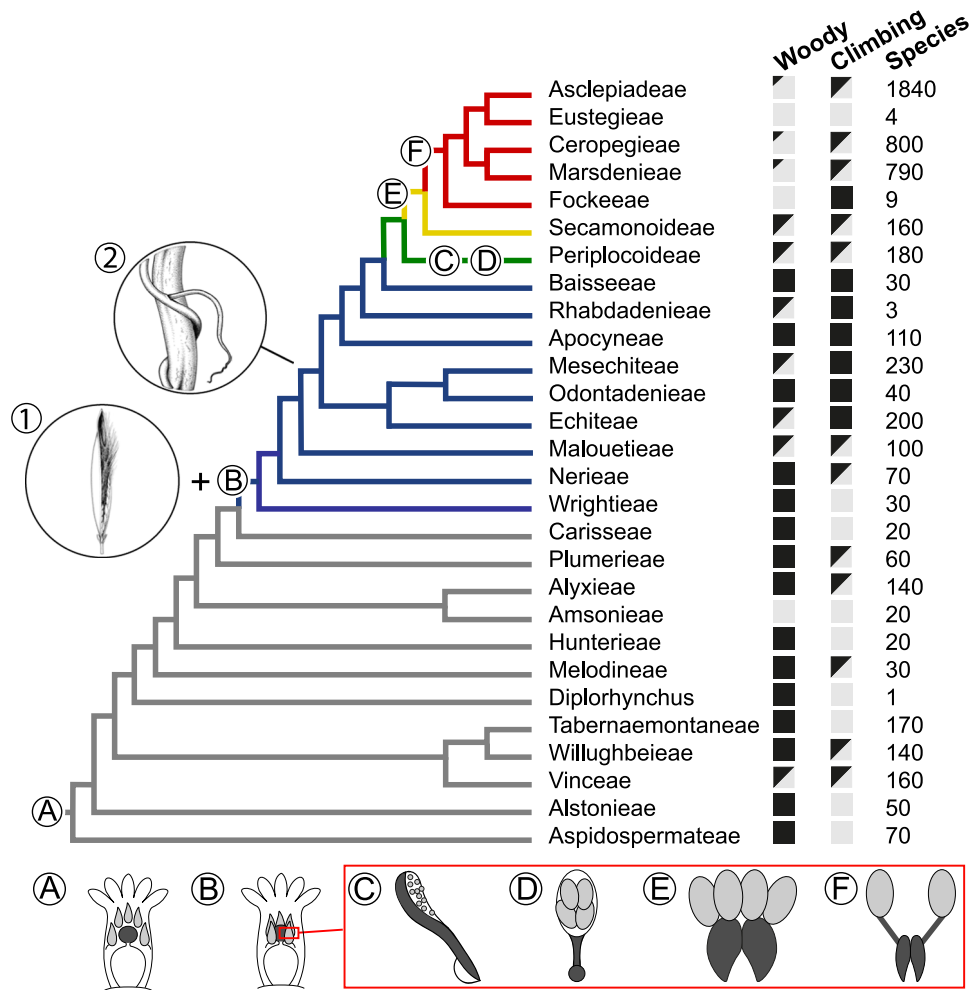 Woody Climbing Species
Asclepiadeae 1840
Eustegieae 4
Ceropegieae 800
F
Marsdenieae 790
E
Fockeeae 9
Secamonoideae 160
2
C D
Periplocoideae 180
Baisseeae 30
Rhabdadenieae 3
Apocyneae 110
Mesechiteae 230
Odontadenieae 40
1
Echiteae 200
Malouetieae 100
+ B
Nerieae 70
Wrightieae 30
Carisseae 20
Plumerieae 60
Alyxieae 140
Amsonieae 20
Hunterieae 20
Melodineae 30
Diplorhynchus 1
Tabernaemontaneae 170
Willughbeieae 140
Vinceae 160
A
Alstonieae 50
Aspidospermateae 70
A B C D E F